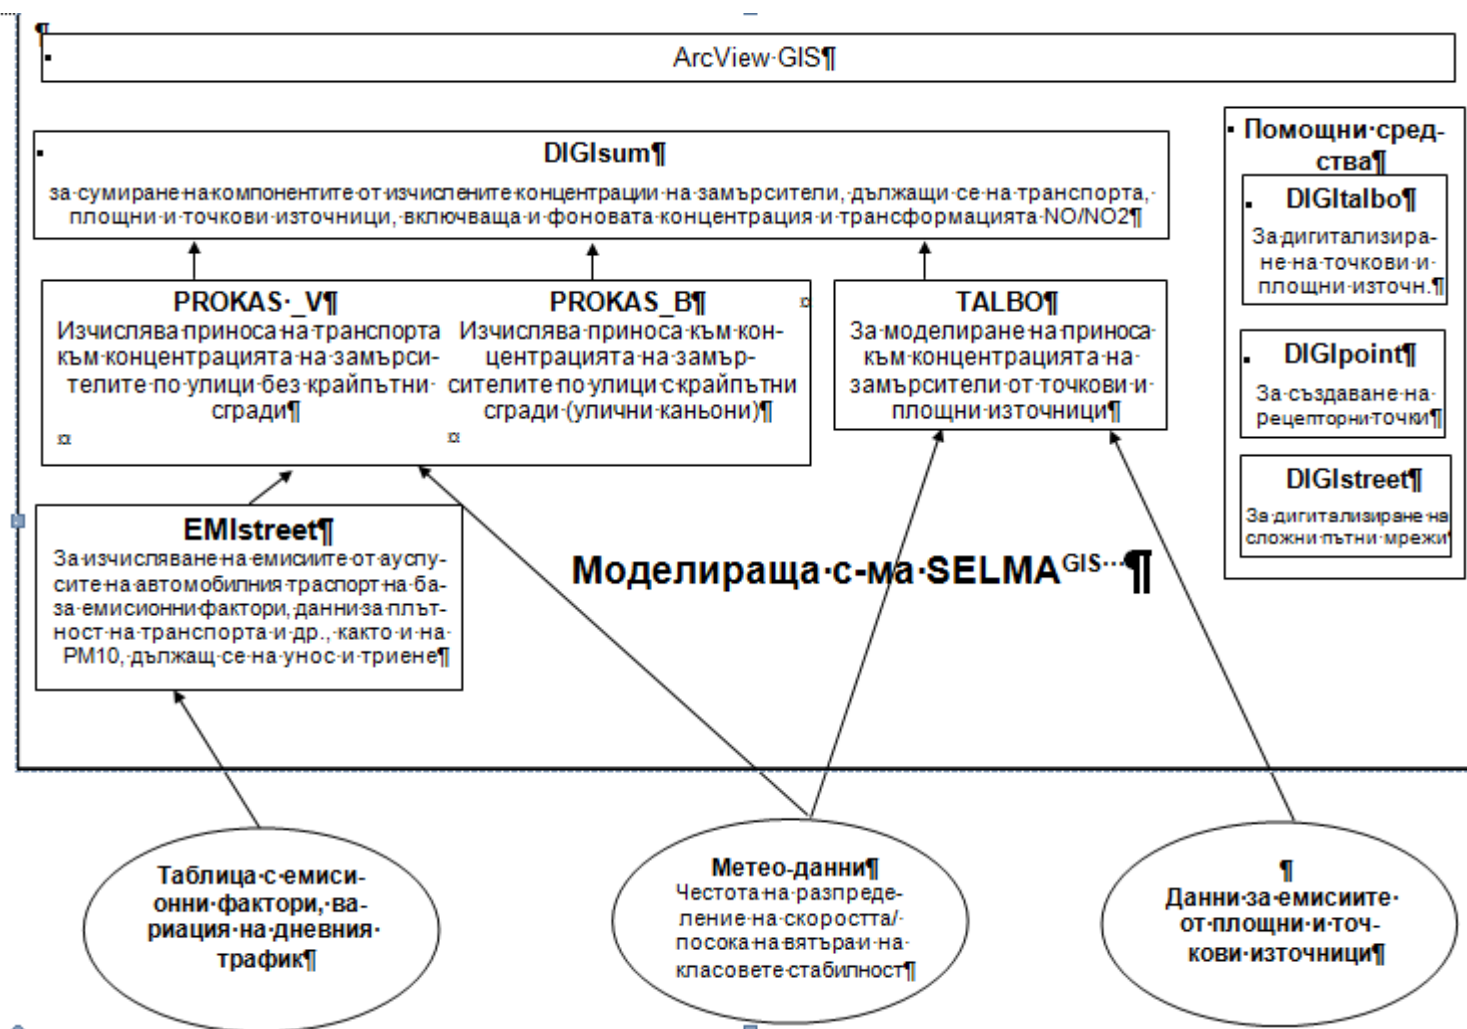 ArcView GIS
DIGIsum
за сумиране на компонентите от изчислените концентрации на замърсители, дължащи се на транспорта,
площни и точкови източници, включваща и фоновата концентрация и трансформацията NO/NO2
PROKAS _V
Изчислява приноса на транспорта
към концентрацията на замърси-
телите по улици без крайпътни
сгради
PROKAS_B
Изчислява приноса към кон-
центрацията на замър-
сителите по улици с крайпътни
сгради (улични каньони)
TALBO
За моделиране на приноса
към концентрацията на
замърсители от точкови и
площни източници
Помощни сред-
ства
DIGItalbo
За дигитализира-
не на точкови и
площни източн.
DIGIpoint
За създаване на
рецепторни точки
DIGIstreet
За дигитализиране на
сложни пътни мрежи
EMIstreet
За изчисляване на емисиите от ауспу-
сите на автомобилния траспорт на ба-
за емисионни фактори, данни за плът-
ност на транспорта и др., както и на
PM10, дължащ се на унос и триене
Моделираща с-ма SELMA GIS
Таблица с емиси-
онни фактори, ва-
риация на дневния
трафик
Метео-данни
Честота на разпреде-
ление на скоростта/
посока на вятъра и на
класовете стабилност
Данни за емисиите
от площни и точ-
кови източници